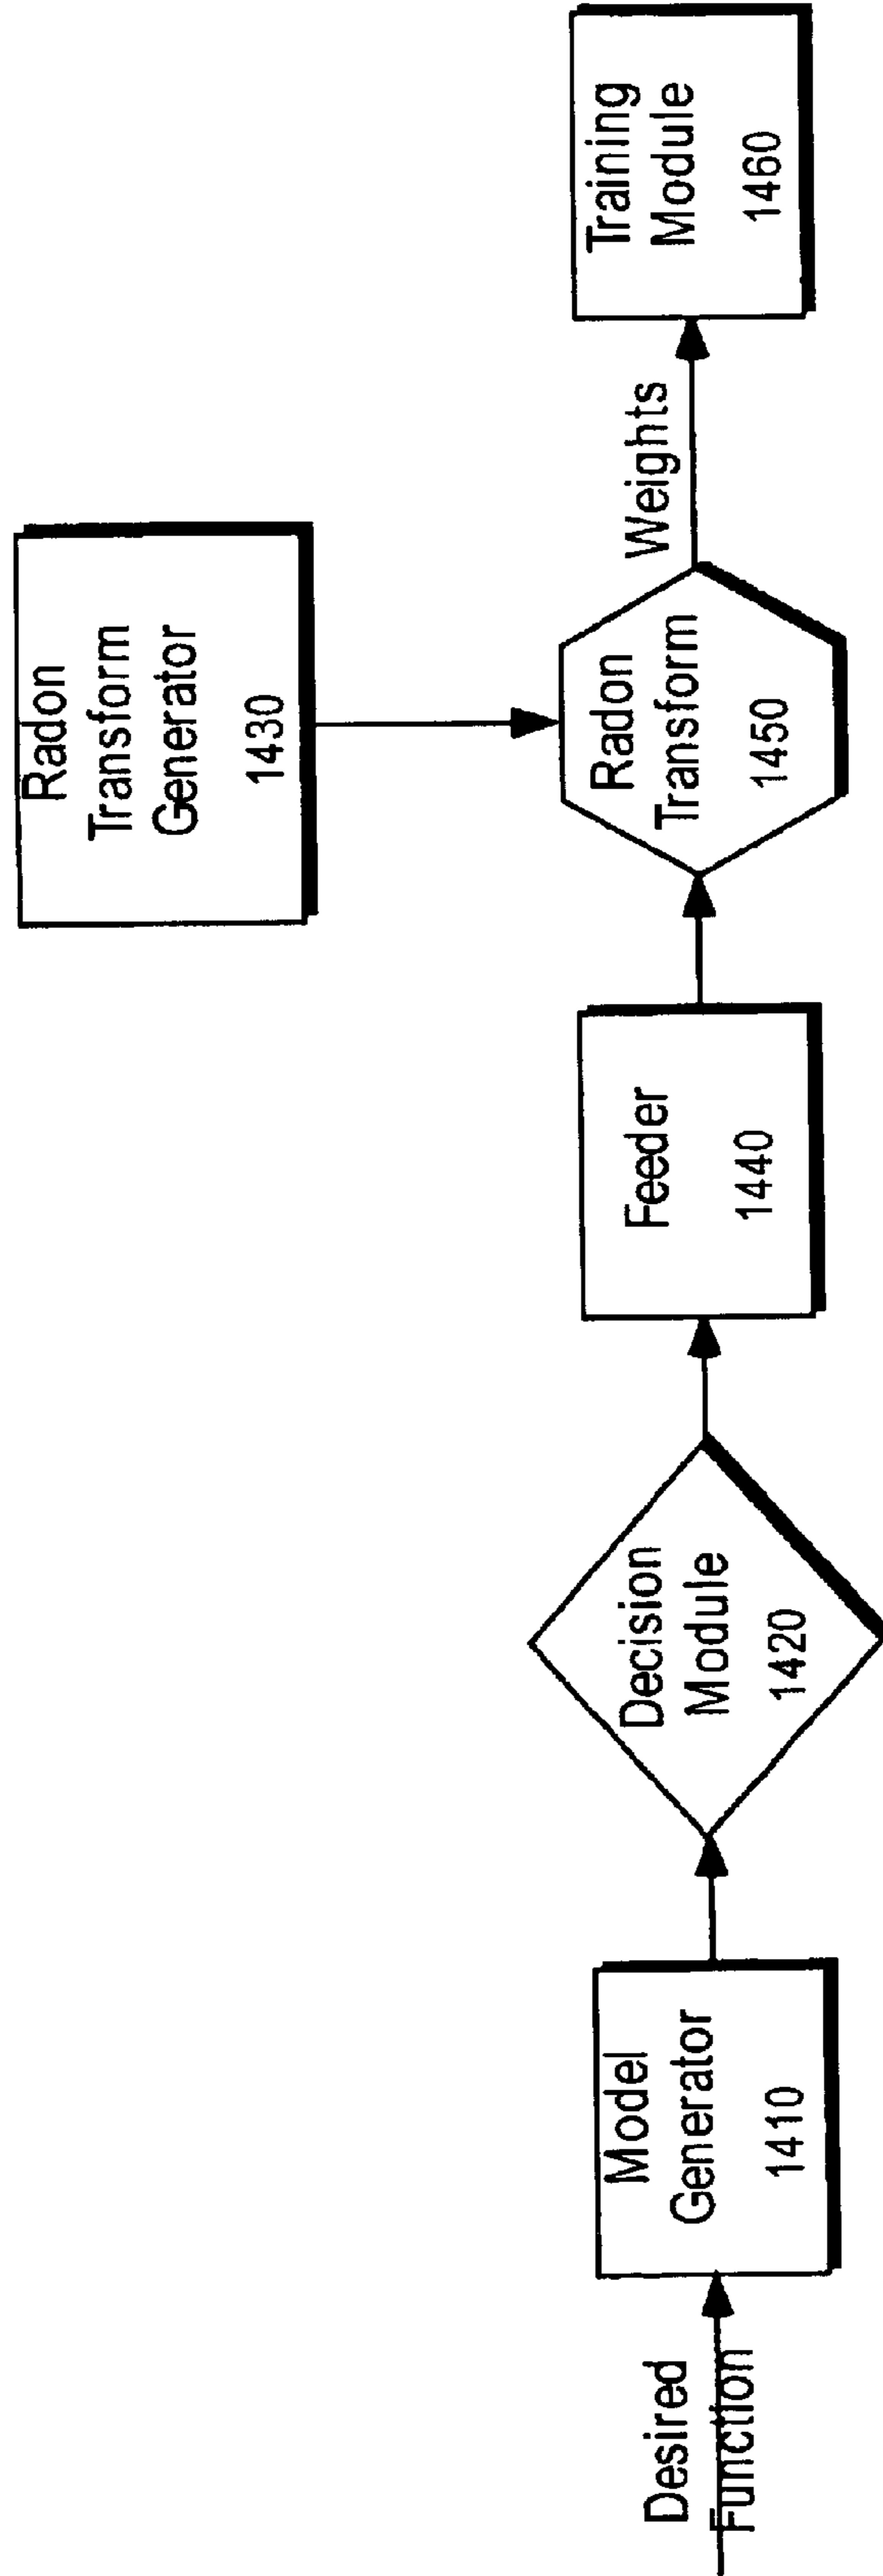 Desired
Function
Model
Generator
1410
Decision
Module
1420
Feeder
1440
Radon
Transform
Generator
1430
Radon
Transform
1450
Weights
Training
Module
1460